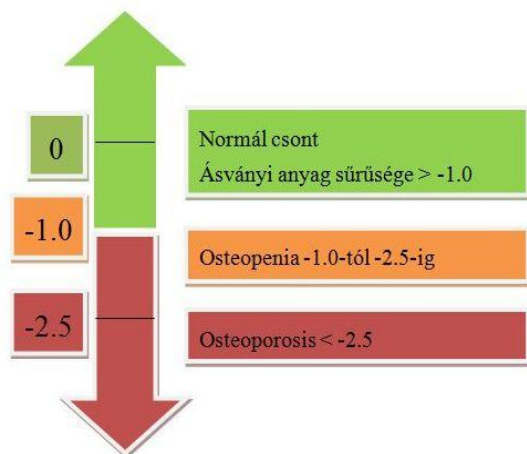 0
Normál csont
Ásványi anyag sűrűsége > -1.0
-1.0
Osteopenia -1.0-tól -2.5-ig
-2.5
Osteoporosis < -2.5